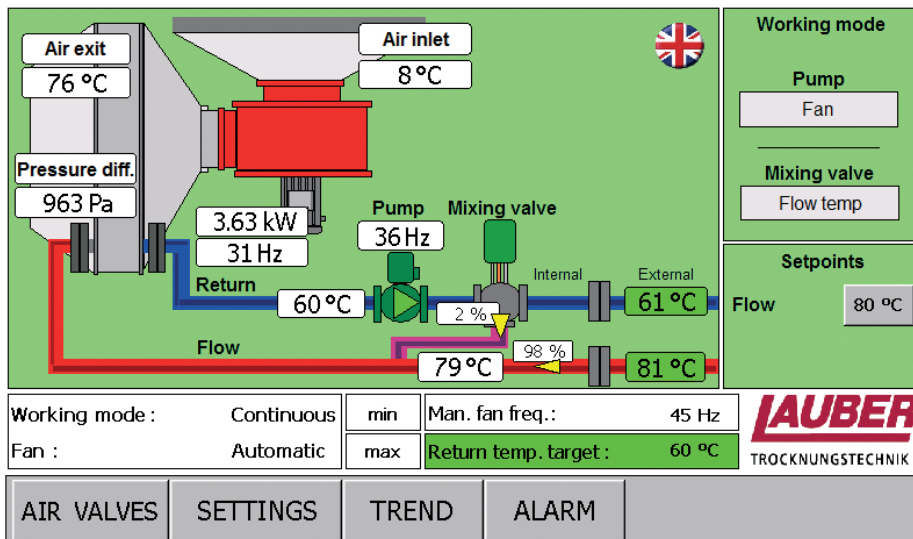 Air exit
76 °C
Air inlet
8 °C
Pressure diff.
963 Pa
3.63 kW
31 Hz
Pump
36 Hz
Mixing valve
Internal
External
Return
60 °C
2 %
61 °C
Flow
79 °C
98 %
81 °C
Working mode
Pump
Fan
Mixing valve
Flow temp
Setpoints
Flow
80 ºC
Working mode :
Continuous
Fan :
Automatic
min
max
Man. fan freq.:
45 Hz
Return temp. target :
60 ºC
LAUBER
TROCKNUNGSTECHNIK
AIR VALVES
SETTINGS
TREND
ALARM